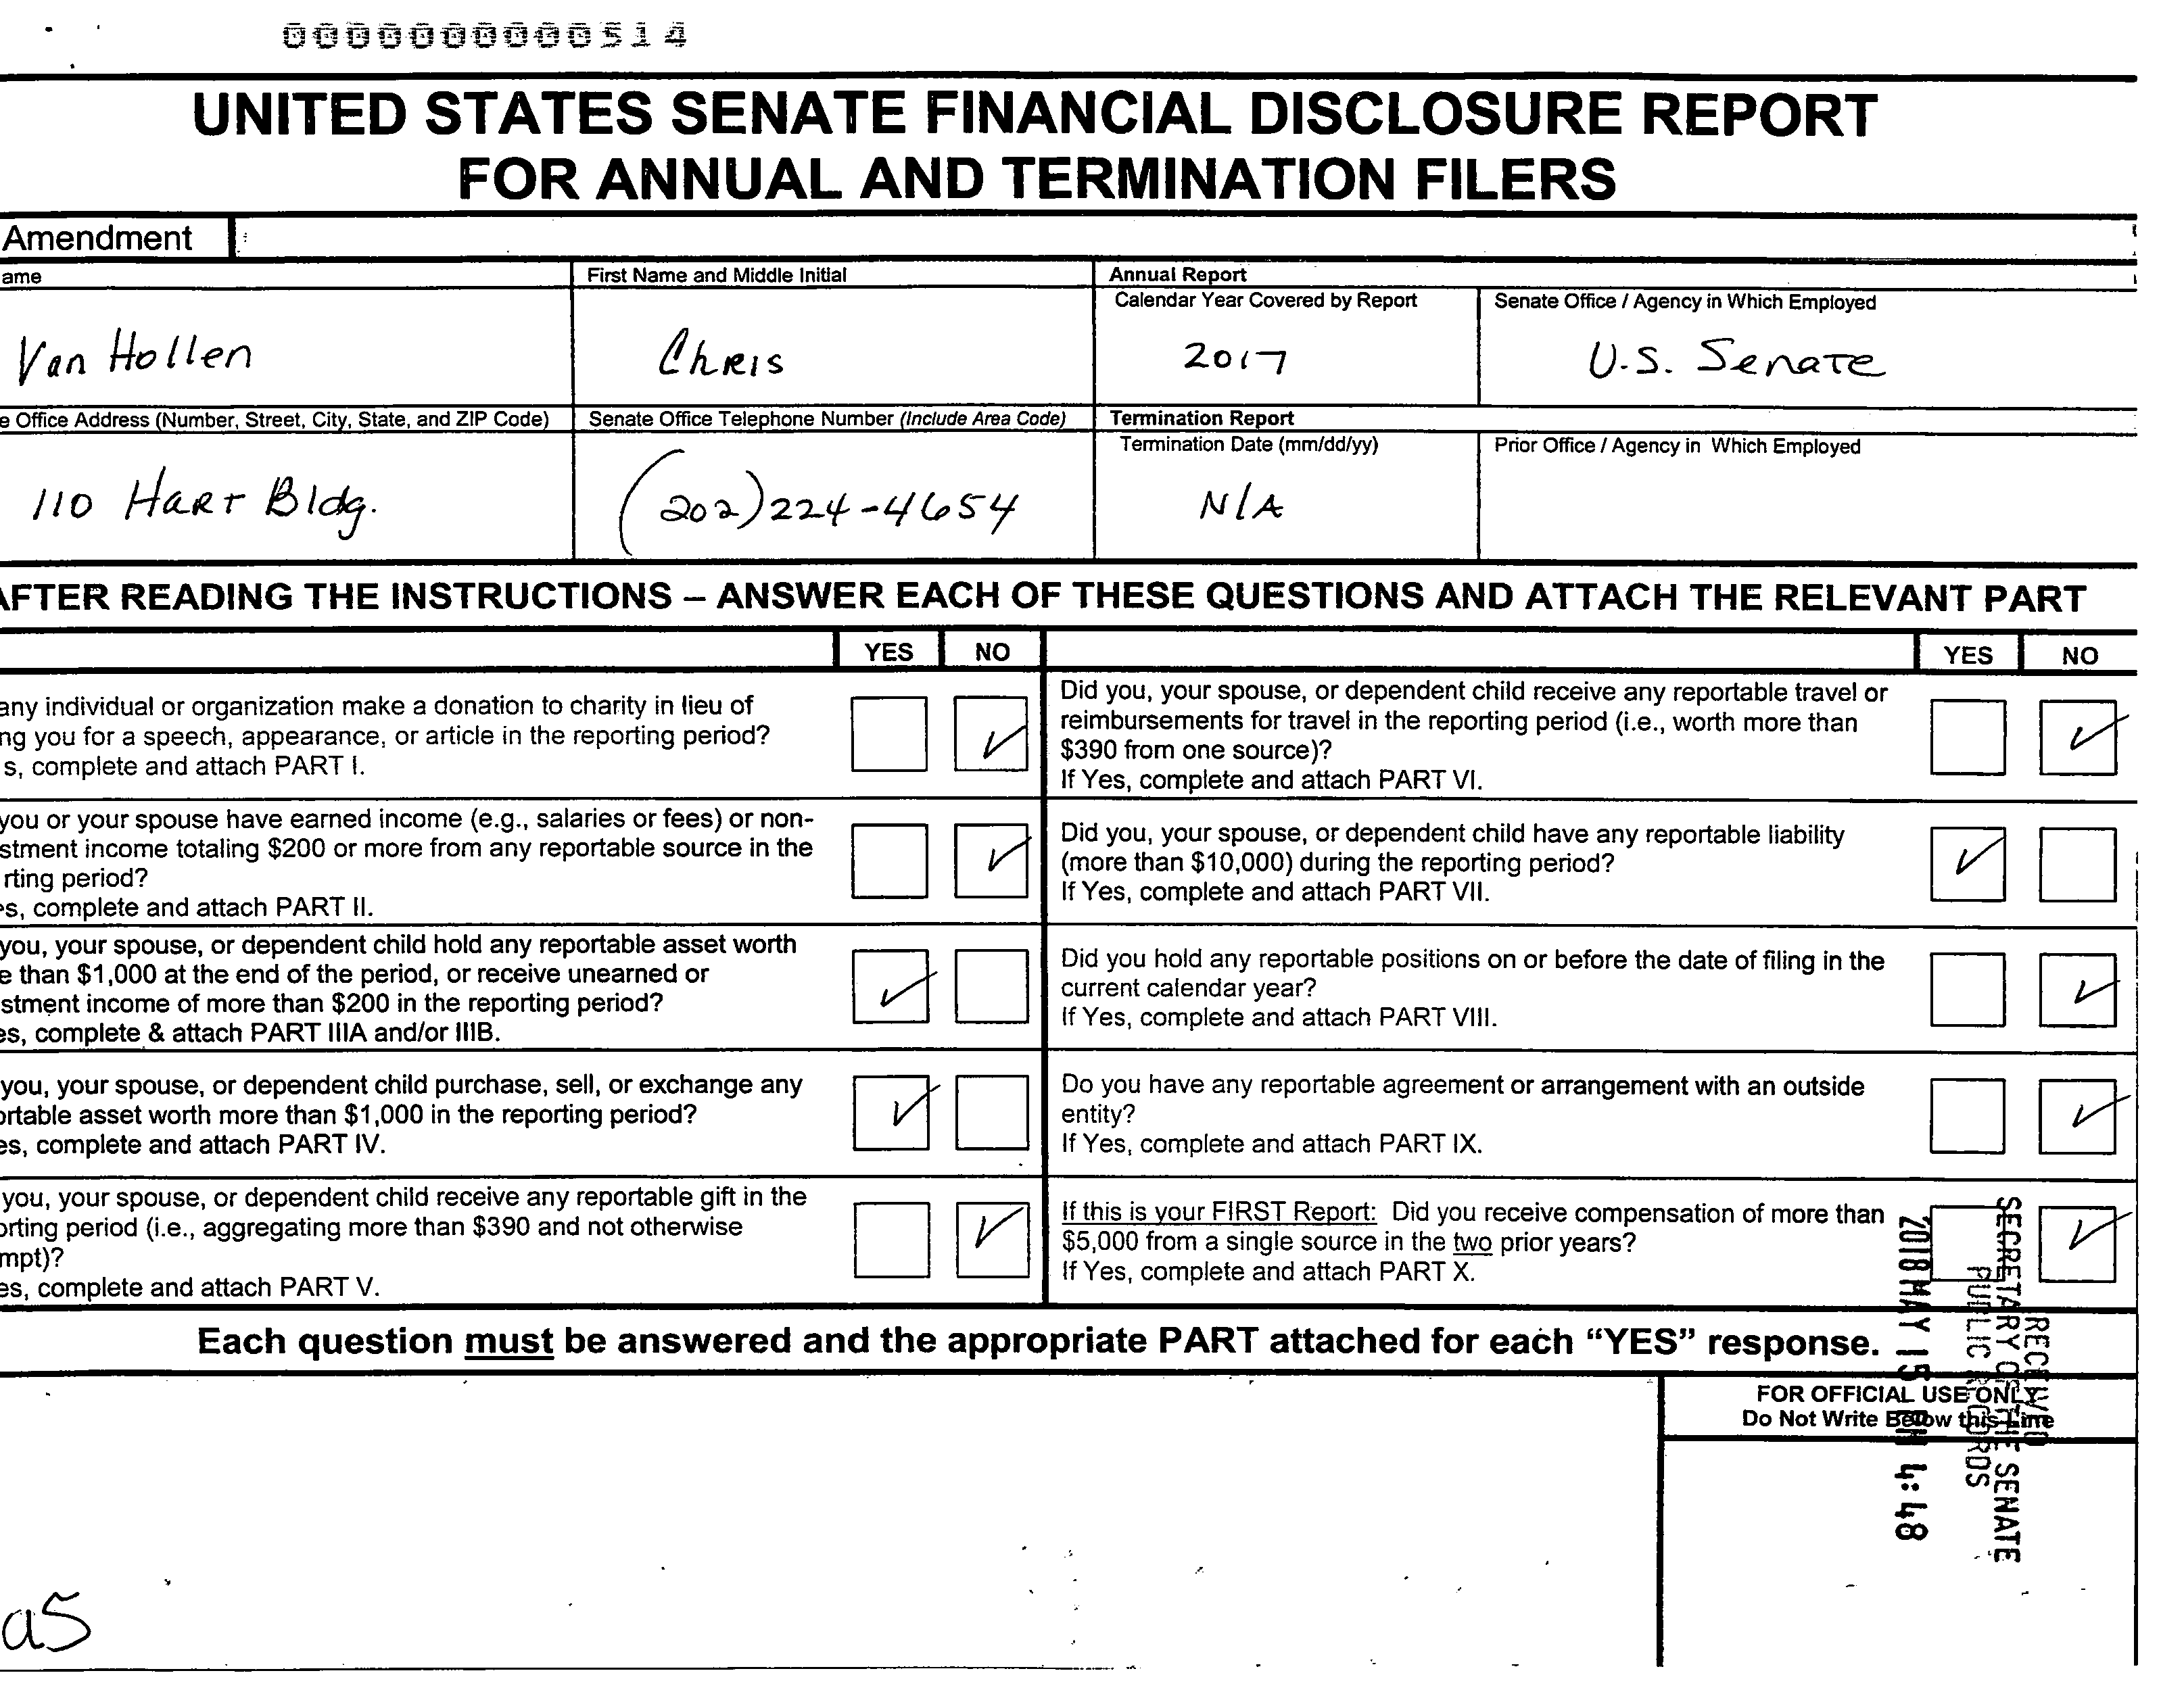 0000000000514
UNITED STATES SENATE FINANCIAL DISCLOSURE REPORT
FOR ANNUAL AND TERMINATION FILERS
Amendment
ame
First Name and Middle Initial
Annual Report
Calendar Year Covered by Report
Senate Office / Agency in Which Employed
Van Hollen
Chris
2017
U.S. Senate
e Office Address (Number, Street, City, State, and ZIP Code)
Senate Office Telephone Number (Include Area Code)
Termination Report
Termination Date (mm/dd/yy)
Prior Office / Agency in Which Employed
110 Hart Bldg.
(202)224-4654
N/A
AFTER READING THE INSTRUCTIONS – ANSWER EACH OF THESE QUESTIONS AND ATTACH THE RELEVANT PART
YES NO
YES NO
any individual or organization make a donation to charity in lieu of
ng you for a speech, appearance, or article in the reporting period?
s, complete and attach PART I.
Did you, your spouse, or dependent child receive any reportable travel or
reimbursements for travel in the reporting period (i.e., worth more than
$390 from one source)?
If Yes, complete and attach PART VI.
you or your spouse have earned income (e.g., salaries or fees) or non-
stment income totaling $200 or more from any reportable source in the
rting period?
es, complete and attach PART II.
Did you, your spouse, or dependent child have any reportable liability
(more than $10,000) during the reporting period?
If Yes, complete and attach PART VII.
you, your spouse, or dependent child hold any reportable asset worth
e than $1,000 at the end of the period, or receive unearned or
stment income of more than $200 in the reporting period?
es, complete & attach PART IIIA and/or IIIB.
Did you hold any reportable positions on or before the date of filing in the
current calendar year?
If Yes, complete and attach PART VIII.
you, your spouse, or dependent child purchase, sell, or exchange any
ortable asset worth more than $1,000 in the reporting period?
es, complete and attach PART IV.
Do you have any reportable agreement or arrangement with an outside
entity?
If Yes, complete and attach PART IX.
you, your spouse, or dependent child receive any reportable gift in the
orting period (i.e., aggregating more than $390 and not otherwise
mpt)?
es, complete and attach PART V.
If this is your FIRST Report: Did you receive compensation of more than
$5,000 from a single source in the two prior years?
If Yes, complete and attach PART X.
Each question must be answered and the appropriate PART attached for each “YES” response.
FOR OFFICIAL USE ONLY
Do Not Write Below this Line
RECEIVED
SECRETARY OF THE SENATE
PUBLIC RECORDS
2018 MAY 15 PM 4:48
a5